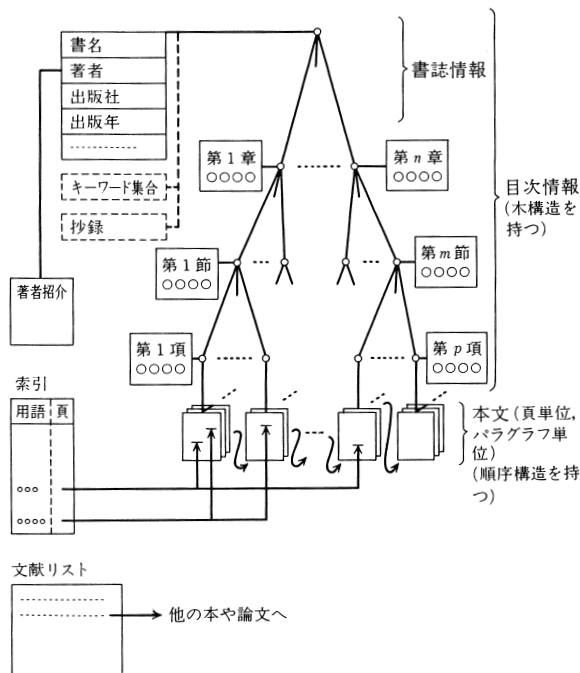 書名
著者
出版社
出版年
キーワード集合
抄録
書誌情報
第1章
○○○○
第n章
○○○○
目次情報
(木構造を
持つ)
第1節
○○○○
第m節
○○○○
著者紹介
第1項
○○○○
第p項
○○○○
索引
用語 頁
○○○
○○○○
本文(頁単位,
パラグラフ単
位)
(順序構造を持
つ)
文献リスト
他の本や論文へ